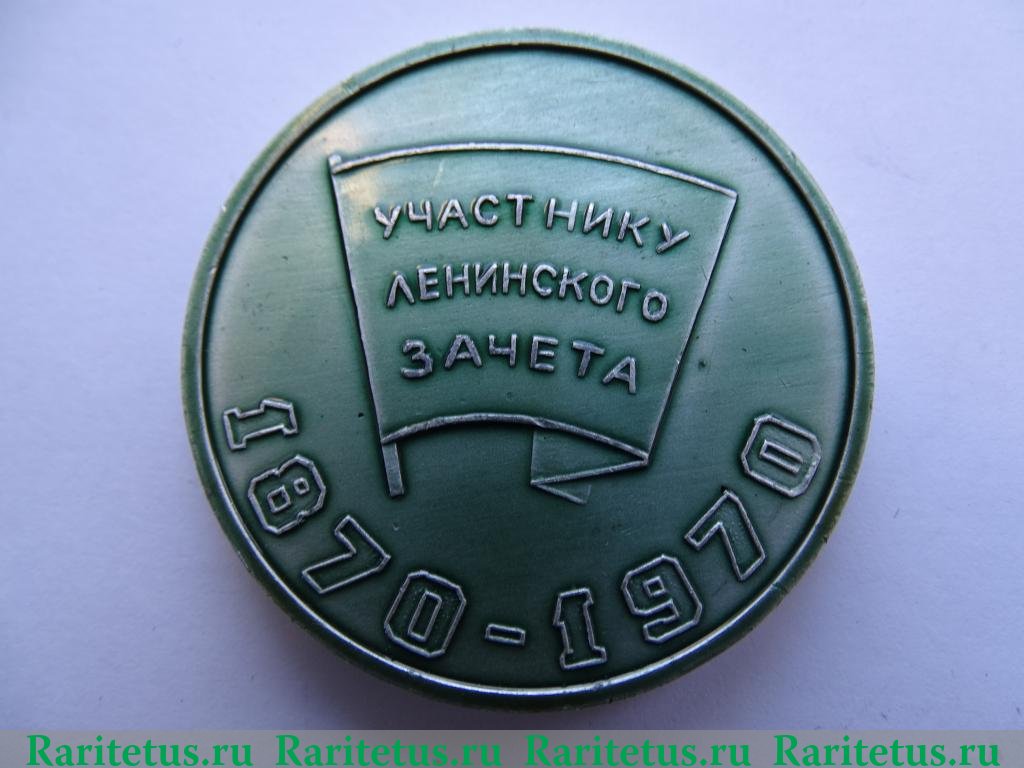 УЧАСТНИКУ
ЛЕНИНСКОГО
ЗАЧЕТА
1870-1970
Raritetus.ru Raritetus.ru Raritetus.ru Raritetus.ru